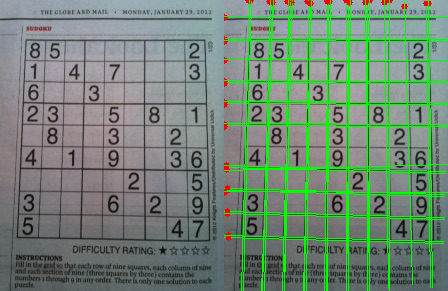 THE GLOBE AND MAIL • MONDAY, JANUARY 23, 2012
SUDOKU
8 5 2
1 4 7 3
6 3
2 3 5 8 1
8 3 2
4 1 9 3 6
2 5
3 6 2 9
5 4 7
DIFFICULTY RATING: ★☆☆☆☆
INSTRUCTIONS
Fill in the grid so that each row of nine squares, each column of nine
and each section of nine (three squares by three) contains the
numbers 1 through 9 in any order. There is only one solution to each
puzzle.
THE GLOBE AND MAIL • MONDAY, JANUARY 23, 2012
SUDOKU
8 5 2
1 4 7 3
6 3
2 3 5 8 1
8 3 2
4 1 9 3 6
2 5
3 6 2 9
5 4 7
DIFFICULTY RATING:
INSTRUCTIONS
Fill in the grid so that each row of nine squares, each column of nine
and each section of nine (three squares by three) contains the
numbers 1 through 9 in any order. There is only one solution to each
puzzle.